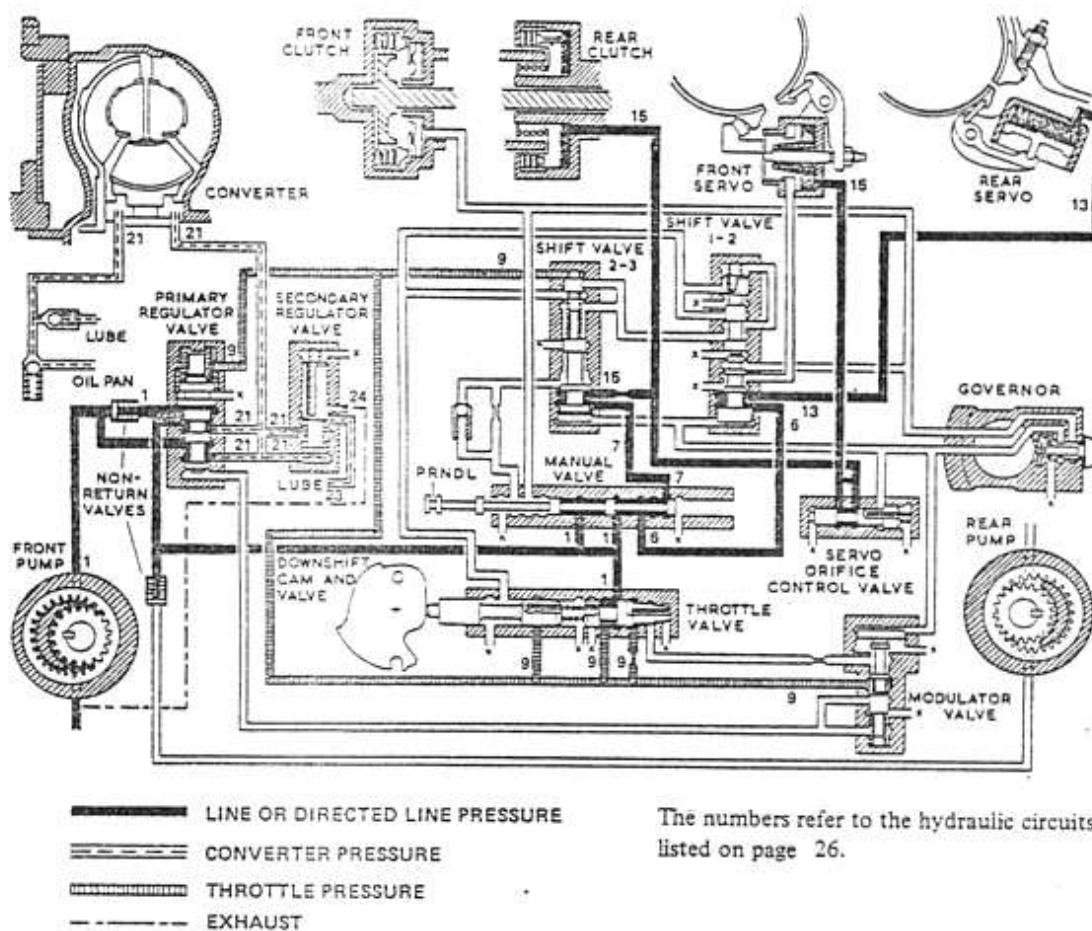 FRONT
CLUTCH
REAR
CLUTCH
15
FRONT
SERVO
15
REAR
SERVO
13
CONVERTER
21
21
SHIFT VALVE
1-2
SHIFT VALVE
2-3
9
PRIMARY
REGULATOR
VALVE
SECONDARY
REGULATOR
VALVE
LUBE
9
x
x
x
x
x
OIL PAN
1
21
21
21
24
15
13
6
GOVERNOR
7
7
MANUAL
VALVE
PRNDL
LUBE
23
NON-
RETURN
VALVES
1
1
6
x
x
x
x
x
FRONT
PUMP
1
DOWNSHIFT
CAM AND
VALVE
1
SERVO
ORIFICE
CONTROL VALVE
REAR
PUMP
THROTTLE
VALVE
x
x
x
x
9
9
9
9
x
x
MODULATOR
VALVE
LINE OR DIRECTED LINE PRESSURE
CONVERTER PRESSURE
THROTTLE PRESSURE
EXHAUST
The numbers refer to the hydraulic circuits
listed on page 26.